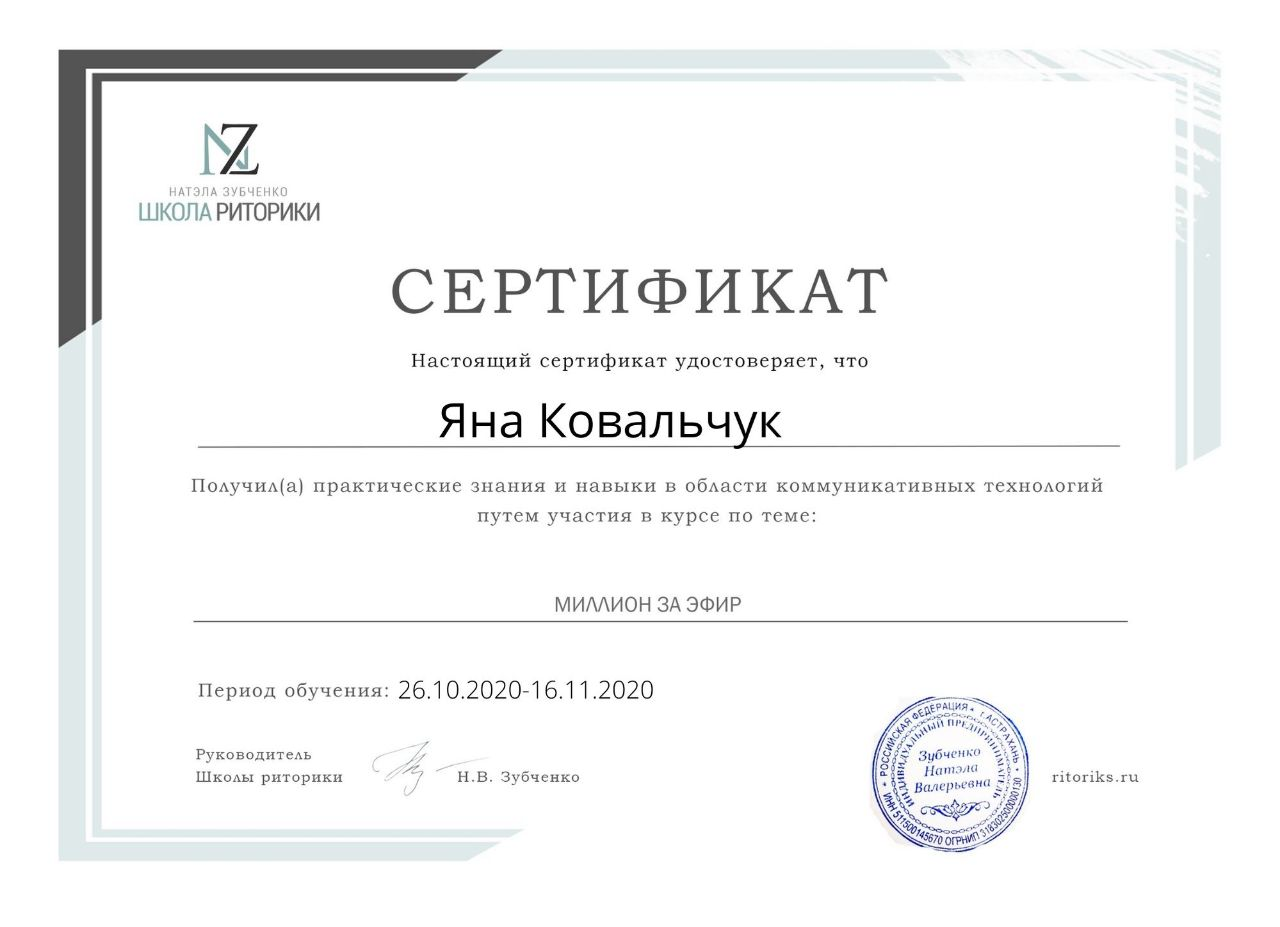 NZ
НАТЭЛА ЗУБЧЕНКО
ШКОЛА РИТОРИКИ
СЕРТИФИКАТ
Настоящий сертификат удостоверяет, что
Яна Ковальчук
Получил(а) практические знания и навыки в области коммуникативных технологий
путем участия в курсе по теме:
МИЛЛИОН ЗА ЭФИР
Период обучения: 26.10.2020-16.11.2020
Руководитель
Школы риторики
Н.В. Зубченко
РОССИЙСКАЯ ФЕДЕРАЦИЯ • г. АСТРАХАНЬ •
ИНДИВИДУАЛЬНЫЙ ПРЕДПРИНИМАТЕЛЬ
Зубченко
Натэла
Валерьевна
ИНН 511500145670 ОГРНИП 318302500000130
ritoriks.ru